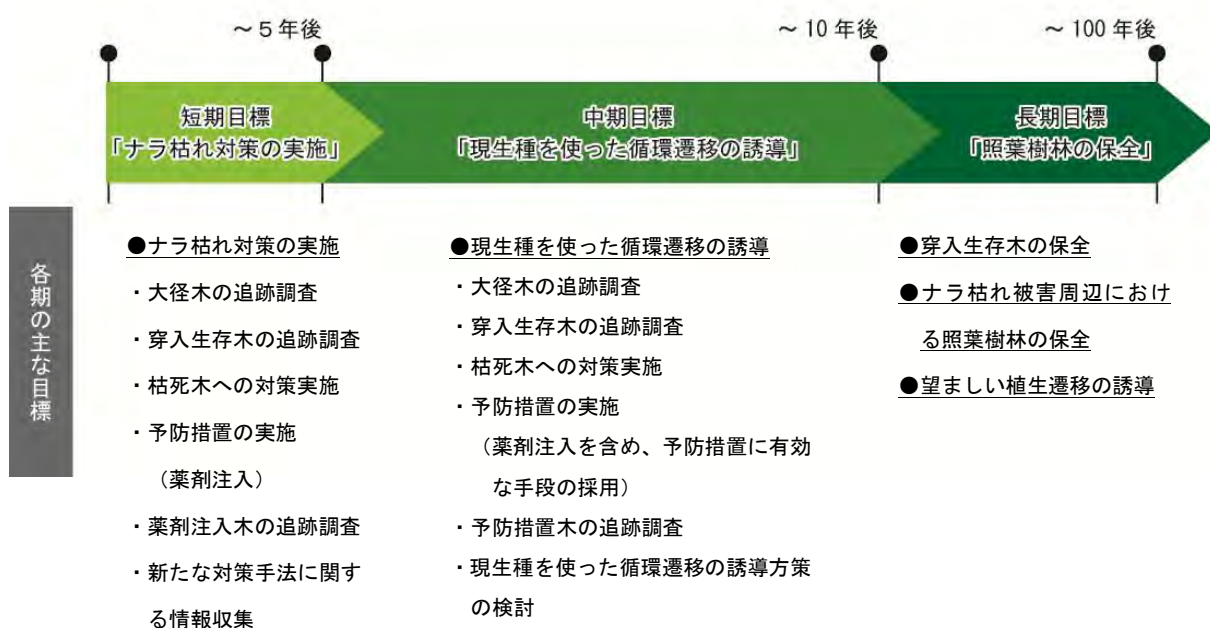 ～5年後
～10年後
～100年後
短期目標
「ナラ枯れ対策の実施」
中期目標
「現生種を使った循環遷移の誘導」
長期目標
「照葉樹林の保全」
各期の主な目標
●ナラ枯れ対策の実施
・大径木の追跡調査
・穿入生存木の追跡調査
・枯死木への対策実施
・予防措置の実施
（薬剤注入）
・薬剤注入木の追跡調査
・新たな対策手法に関す
る情報収集
●現生種を使った循環遷移の誘導
・大径木の追跡調査
・穿入生存木の追跡調査
・枯死木への対策実施
・予防措置の実施
（薬剤注入を含め、予防措置に有効
な手段の採用）
・予防措置木の追跡調査
・現生種を使った循環遷移の誘導方策
の検討
●穿入生存木の保全
●ナラ枯れ被害周辺におけ
る照葉樹林の保全
●望ましい植生遷移の誘導